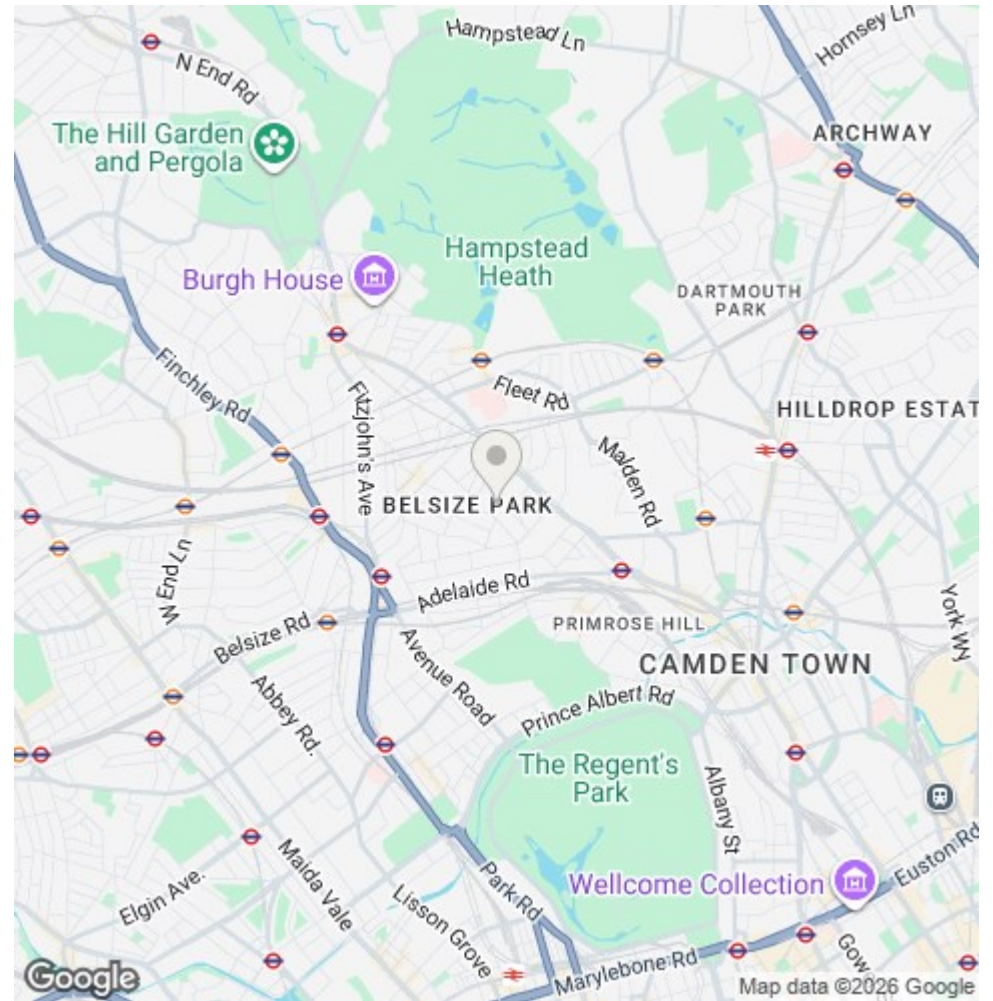 Hampstead Ln
Hornsey Ln
N End Rd
The Hill Garden
and Pergola
ARCHWAY
Hampstead
Heath
Burgh House
DARTMOUTH
PARK
Finchley Rd
Fitzjohn's Ave
Fleet Rd
HILLDROP ESTAT
Malden Rd
BELSIZE PARK
W End Ln
Adelaide Rd
York Wy
Belsize Rd
PRIMROSE HILL
Avenue Road
CAMDEN TOWN
Abbey Rd.
Prince Albert Rd
The Regent's
Park
Albany St
Maida Vale
Elgin Ave.
Park Rd
Wellcome Collection
Euston Rd
Lisson Grove
Gow
Marylebone Rd
Google
Map data ©2026 Google